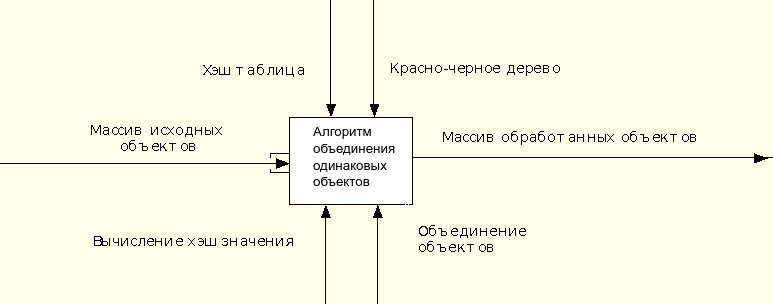 Хэш таблица
Красно-черное дерево
Массив исходных
объектов
Алгоритм
объединения
одинаковых
объектов
Массив обработанных объектов
Вычисление хэш значения
Объединение
объектов